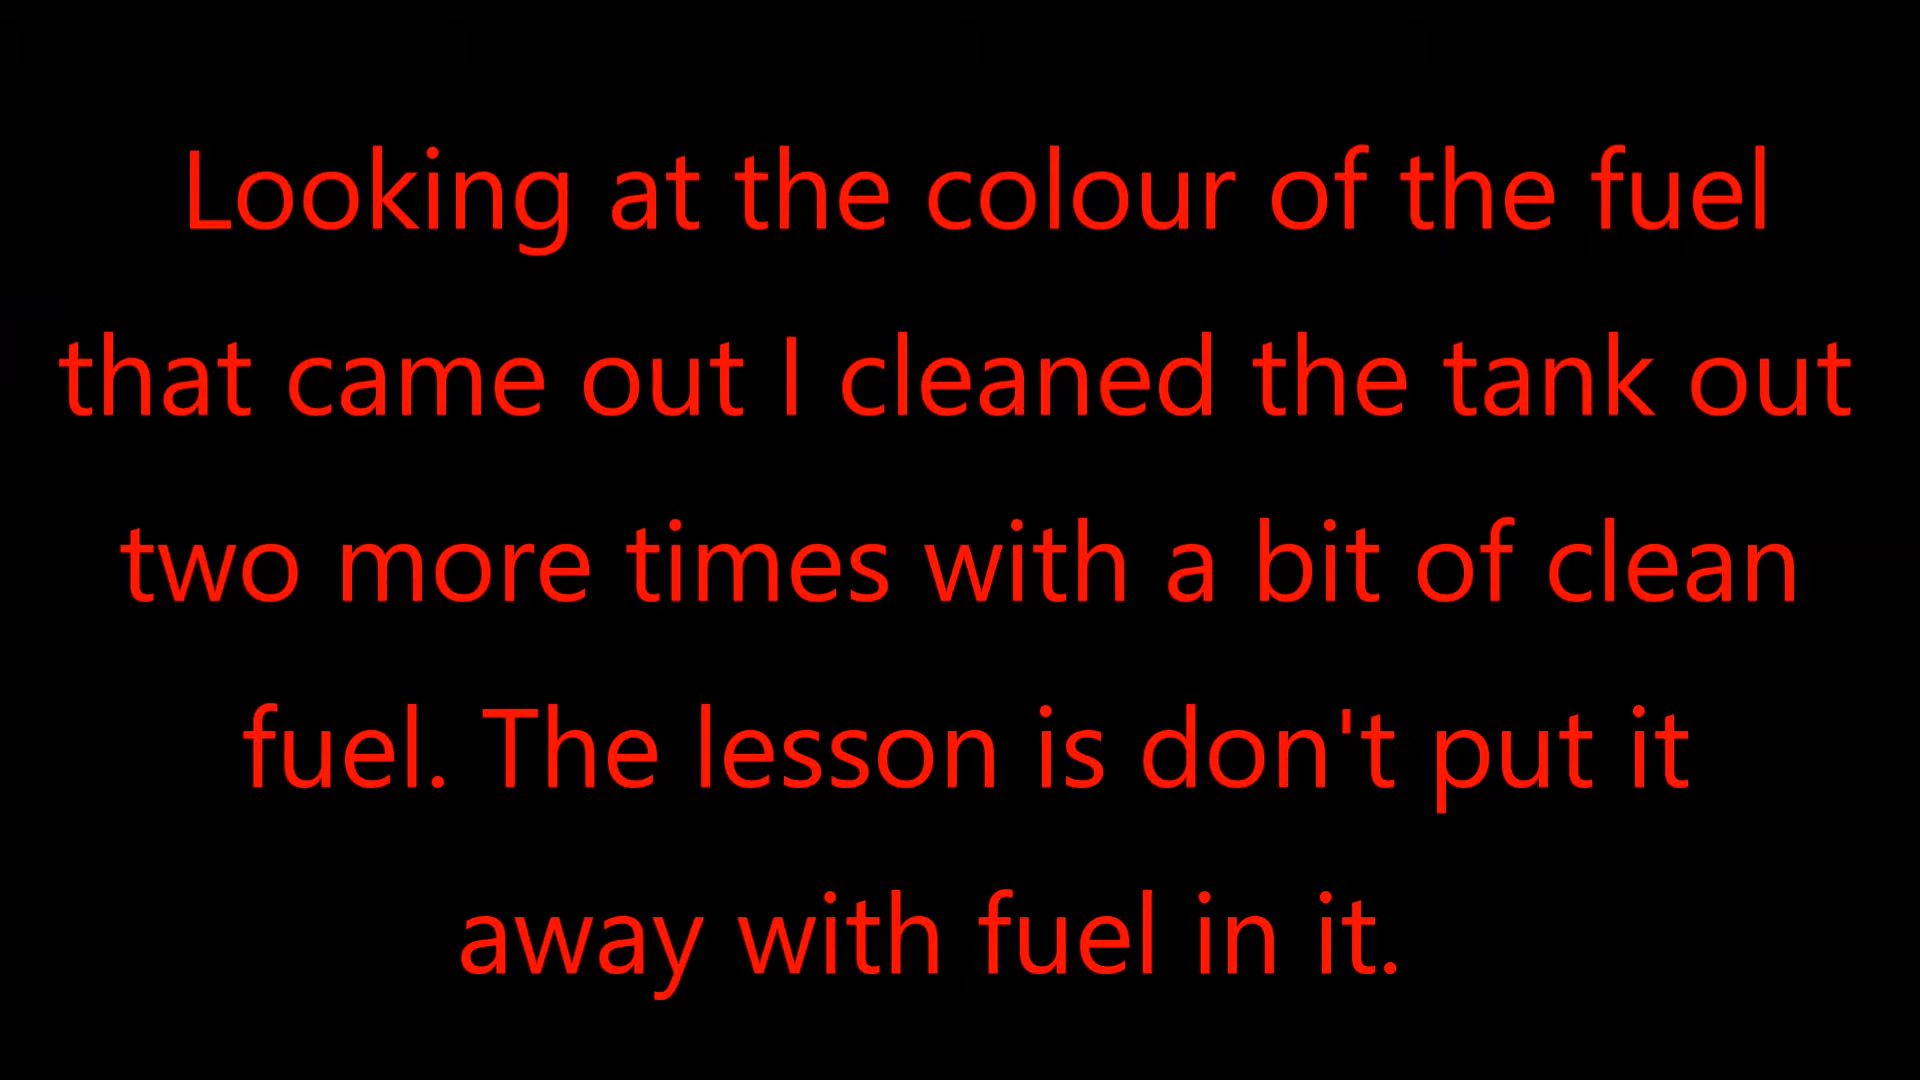 Looking at the colour of the fuel
that came out I cleaned the tank out
two more times with a bit of clean
fuel. The lesson is don't put it
away with fuel in it.